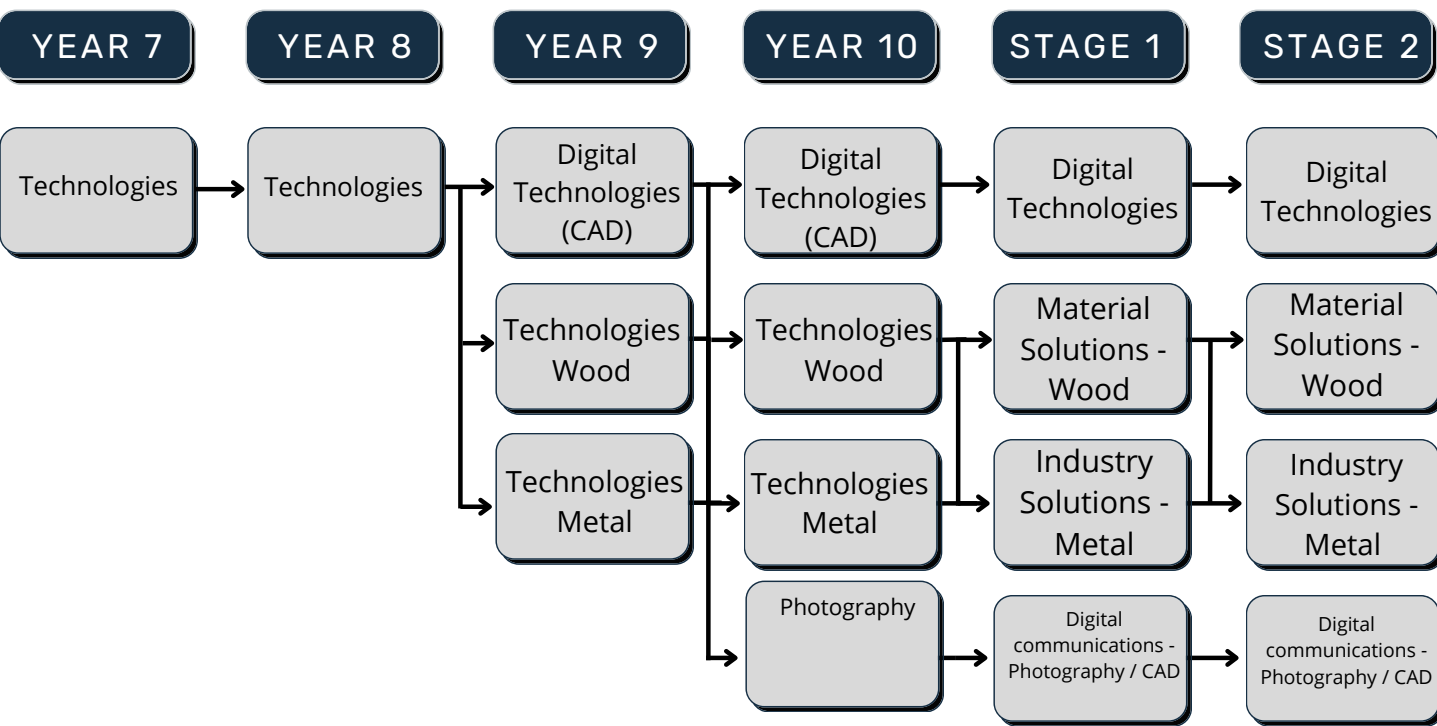 YEAR 7
YEAR 8
YEAR 9
YEAR 10
STAGE 1
STAGE 2
Technologies
Technologies
Digital
Technologies
(CAD)
Digital
Technologies
(CAD)
Digital
Technologies
Digital
Technologies
Technologies
Wood
Technologies
Wood
Material
Solutions -
Wood
Material
Solutions -
Wood
Technologies
Metal
Technologies
Metal
Industry
Solutions -
Metal
Industry
Solutions -
Metal
Photography
Digital
communications -
Photography / CAD
Digital
communications -
Photography / CAD